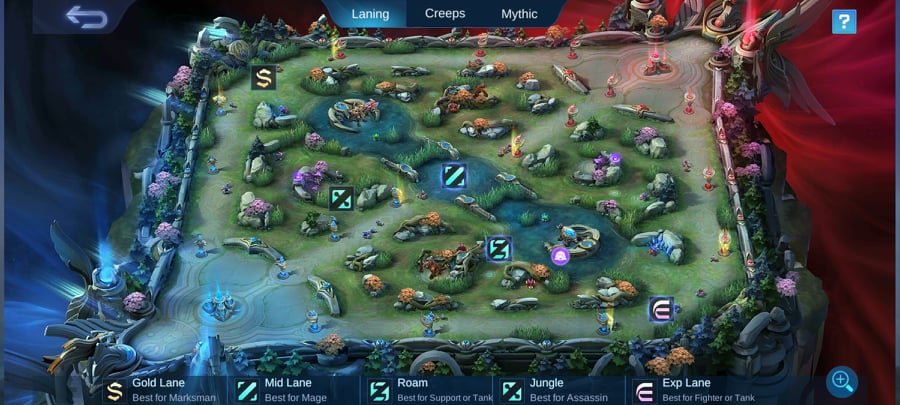 Laning
Creeps
Mythic
?
Gold Lane
Best for Marksman
Mid Lane
Best for Mage
Roam
Best for Support or Tank
Jungle
Best for Assassin
Exp Lane
Best for Fighter or Tank